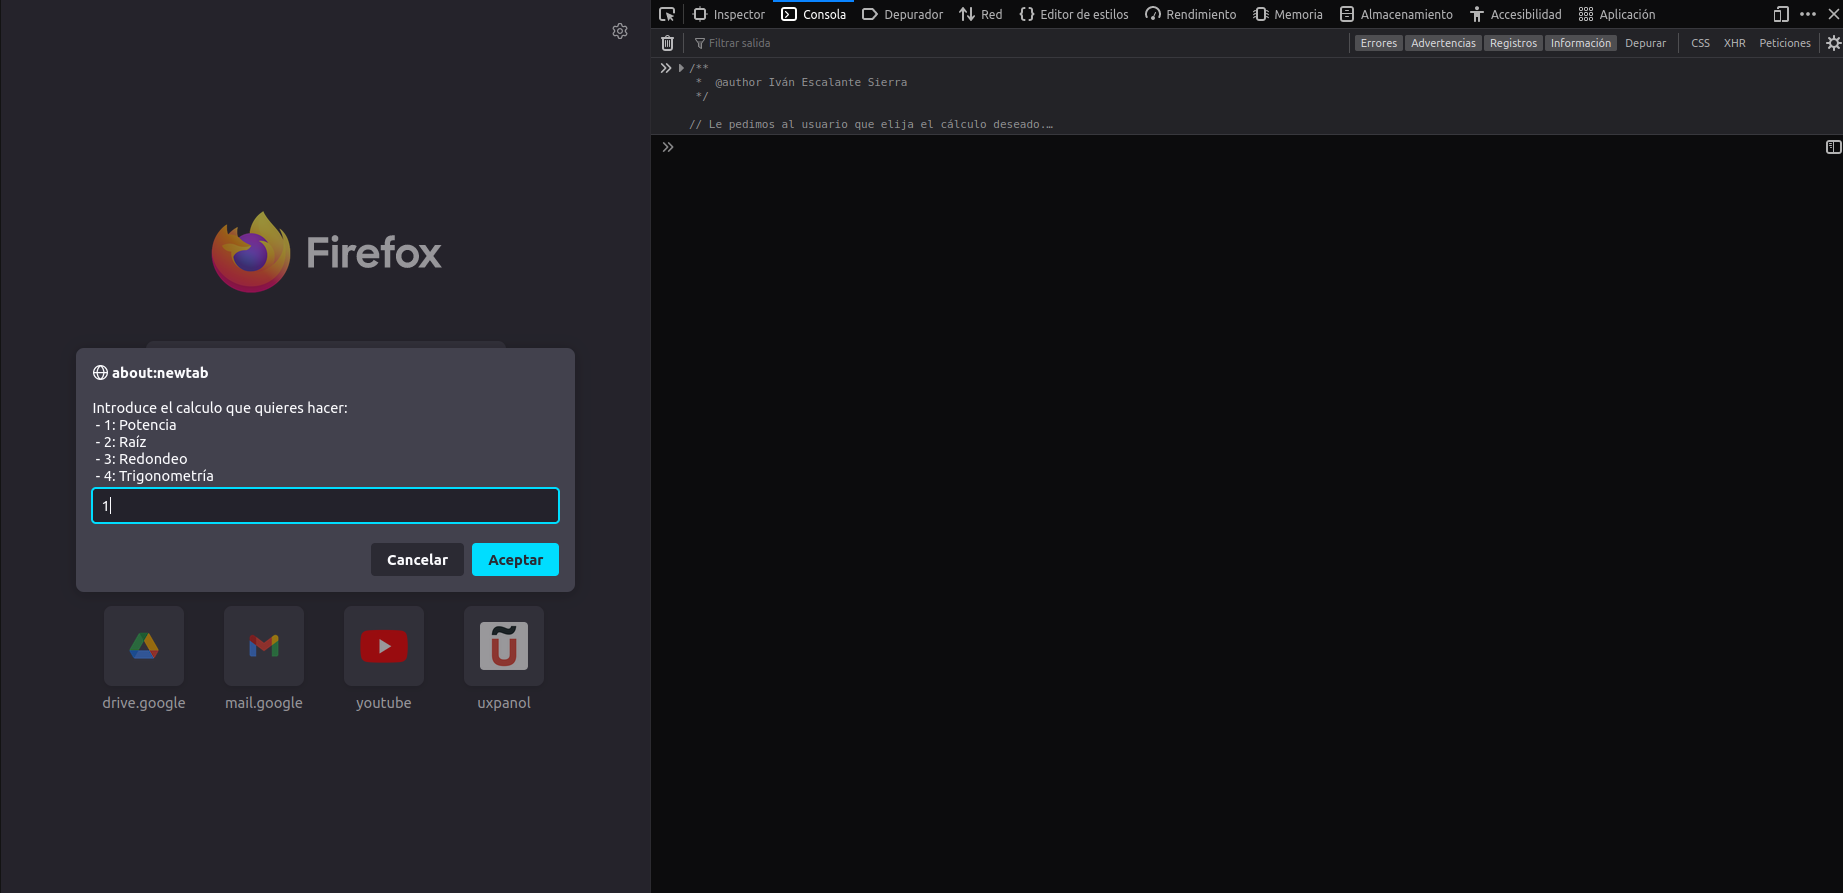 Inspector Consola Depurador Red Editor de estilos Rendimiento Memoria Almacenamiento Accesibilidad Aplicación
Filtrar salida Errores Advertencias Registros Información Depurar CSS XHR Peticiones
/**
* @author Iván Escalante Sierra
*/
// Le pedimos al usuario que elija el cálculo deseado.…
Firefox
about:newtab
Introduce el calculo que quieres hacer:
- 1: Potencia
- 2: Raíz
- 3: Redondeo
- 4: Trigonometría
1
Cancelar Aceptar
Ũ
drive.google mail.google youtube uxpanol